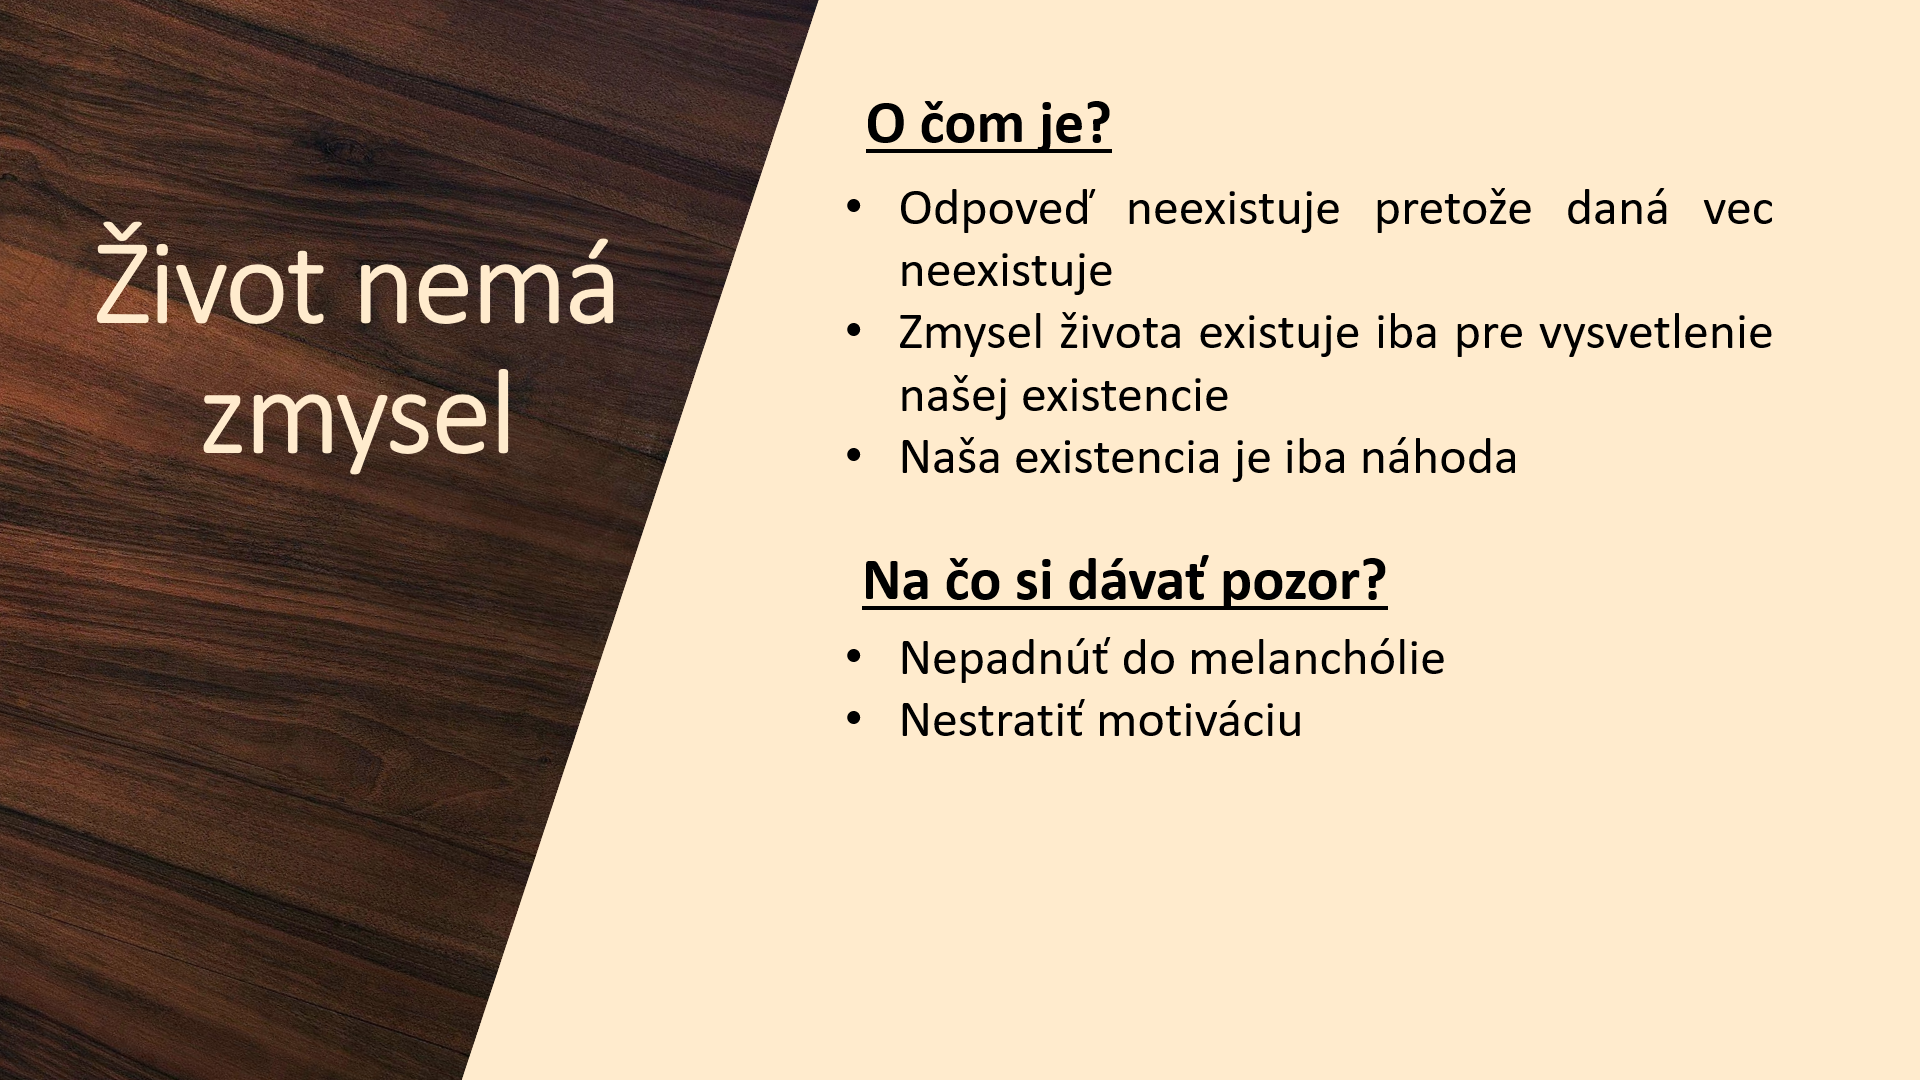 Život nemá
zmysel
O čom je?
• Odpoveď neexistuje pretože daná vec
neexistuje
• Zmysel života existuje iba pre vysvetlenie
našej existencie
• Naša existencia je iba náhoda
Na čo si dávať pozor?
• Nepadnúť do melanchólie
• Nestratiť motiváciu